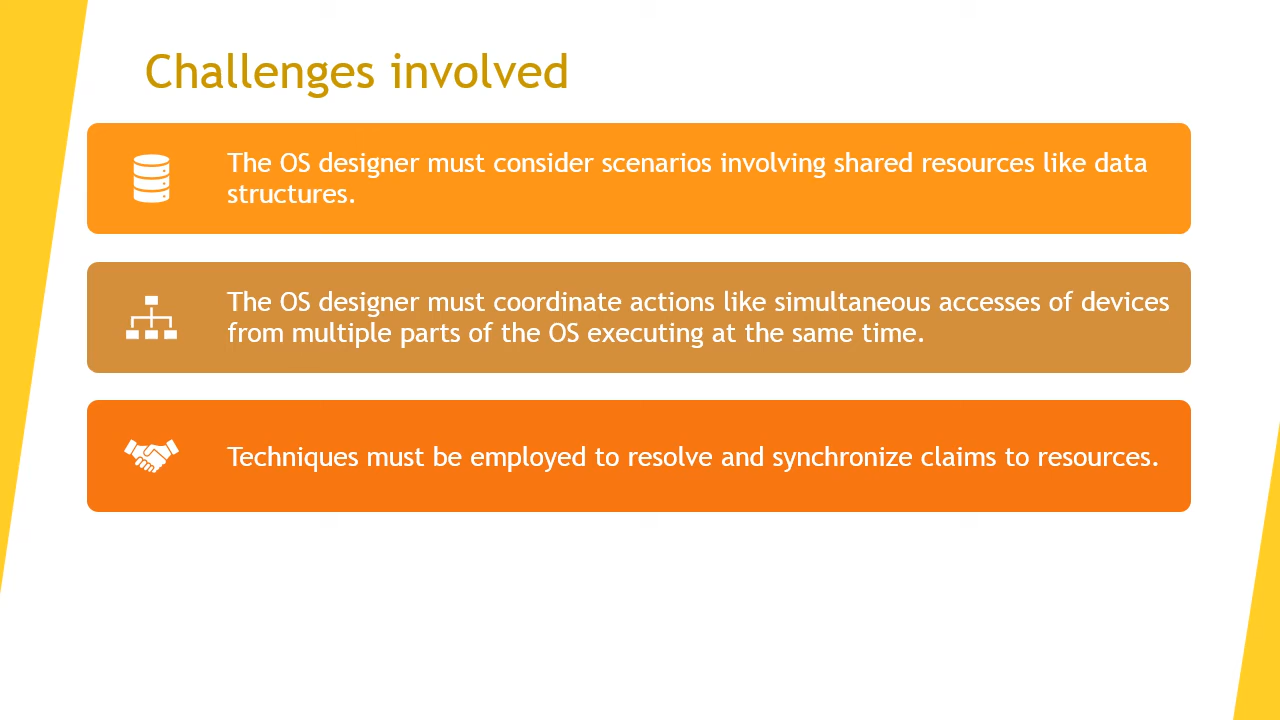 Challenges involved
The OS designer must consider scenarios involving shared resources like data
structures.
The OS designer must coordinate actions like simultaneous accesses of devices
from multiple parts of the OS executing at the same time.
Techniques must be employed to resolve and synchronize claims to resources.